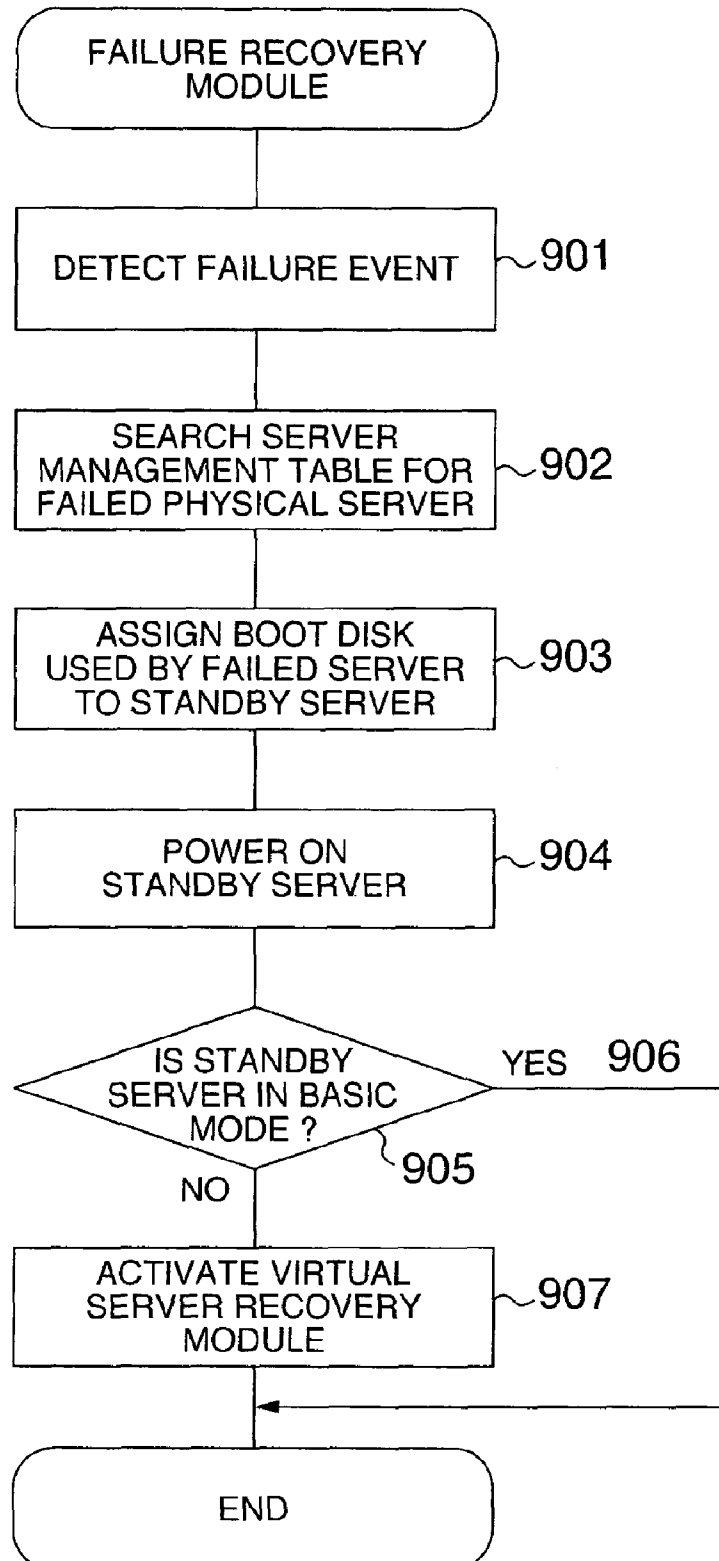 FAILURE RECOVERY
MODULE
DETECT FAILURE EVENT
901
SEARCH SERVER
MANAGEMENT TABLE FOR
FAILED PHYSICAL SERVER
902
ASSIGN BOOT DISK
USED BY FAILED SERVER
TO STANDBY SERVER
903
POWER ON
STANDBY SERVER
904
IS STANDBY
SERVER IN BASIC
MODE ?
YES 906
905
NO
ACTIVATE VIRTUAL
SERVER RECOVERY
MODULE
907
END